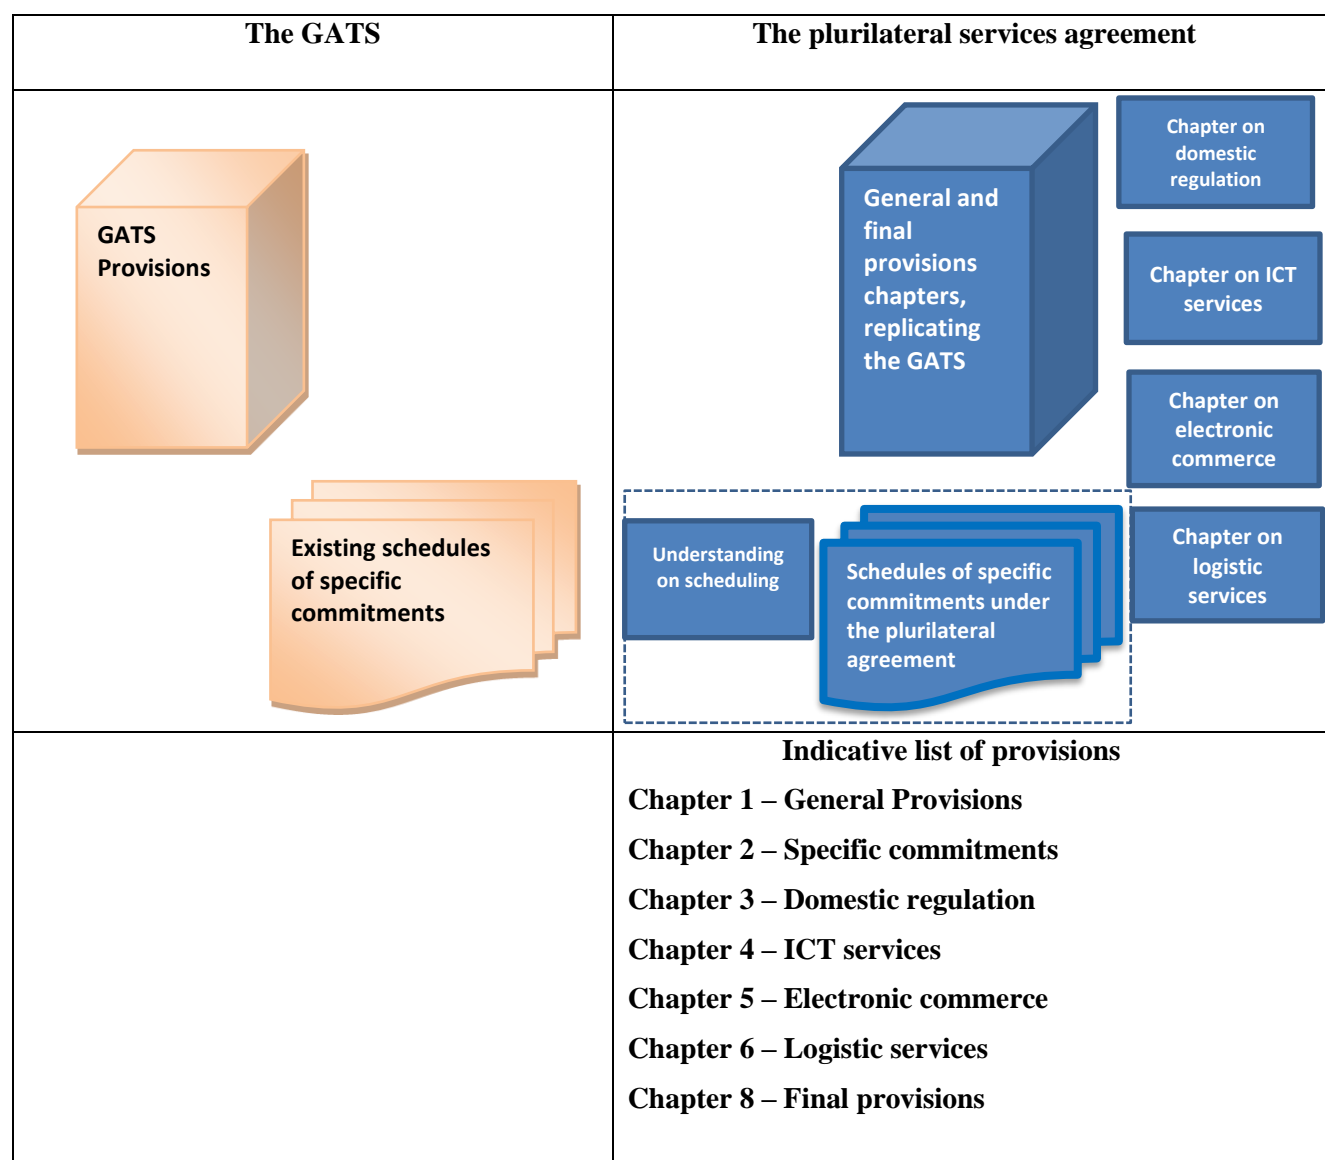 The GATS
The plurilateral services agreement
GATS
Provisions
Existing schedules
of specific
commitments
General and
final
provisions
chapters,
replicating
the GATS
Chapter on
domestic
regulation
Chapter on ICT
services
Chapter on
electronic
commerce
Chapter on
logistic
services
Understanding
on scheduling
Schedules of specific
commitments under
the plurilateral
agreement
Indicative list of provisions
Chapter 1 – General Provisions
Chapter 2 – Specific commitments
Chapter 3 – Domestic regulation
Chapter 4 – ICT services
Chapter 5 – Electronic commerce
Chapter 6 – Logistic services
Chapter 8 – Final provisions